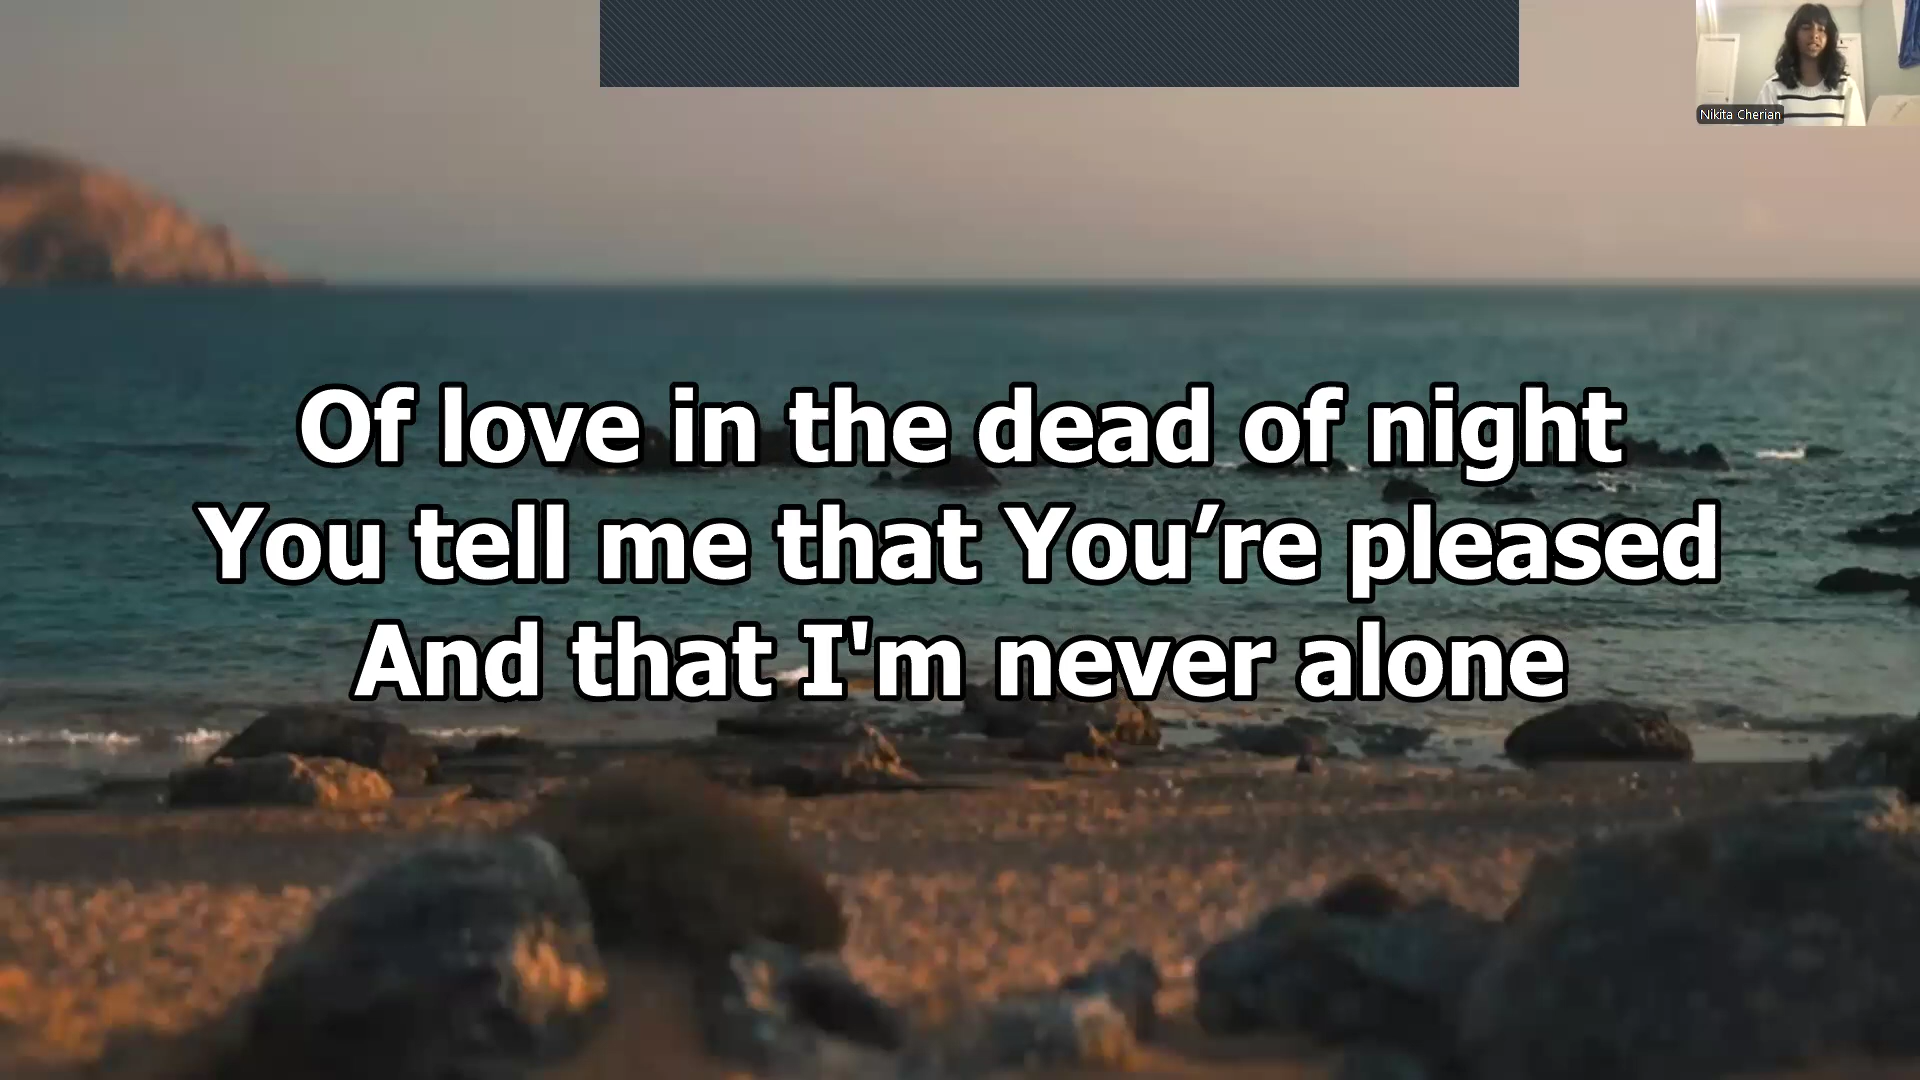 Nikita Cherian
Of love in the dead of night
You tell me that You’re pleased
And that I'm never alone